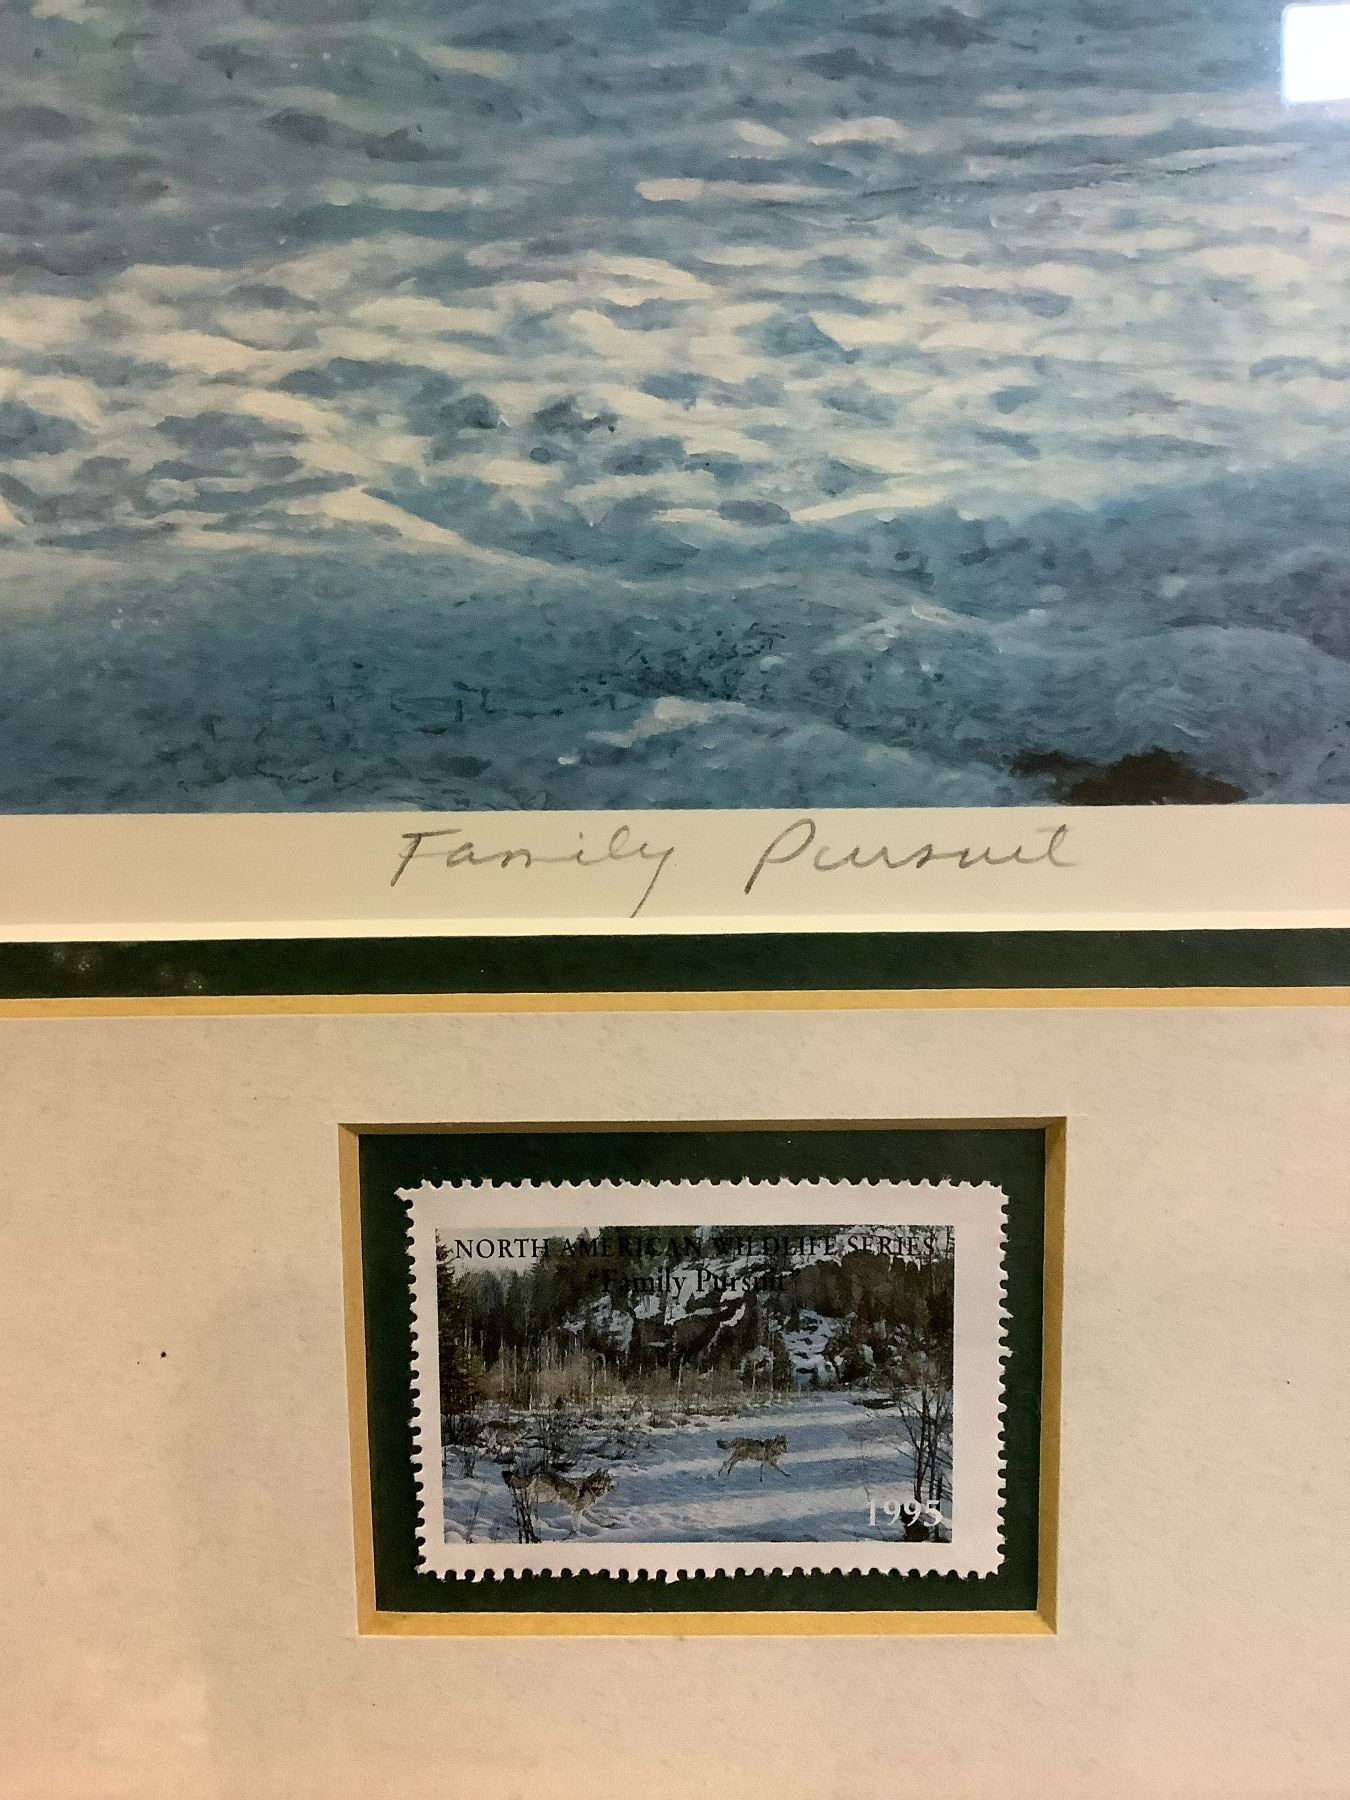 Family Pursuit
NORTH AMERICAN WILDLIFE SERIES
"Family Pursuit"
1995